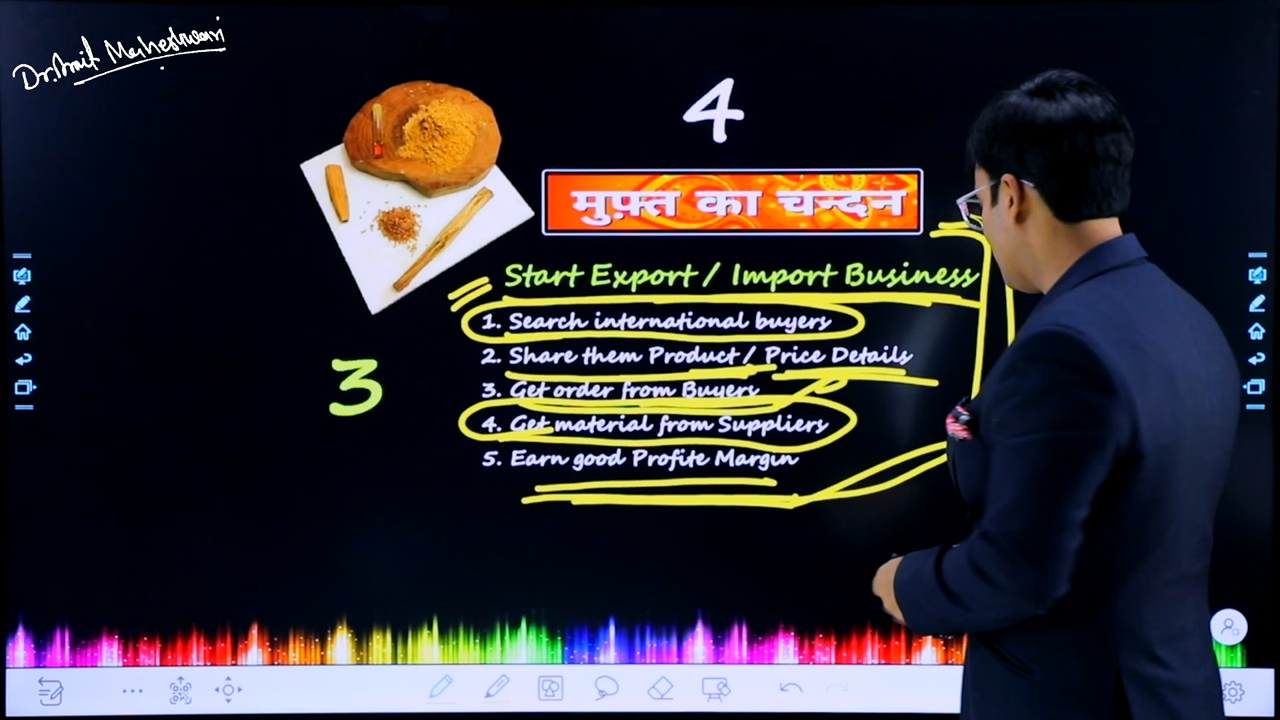 Dr. Amit Maheshwari
4
मुफ़्त का चन्दन
Start Export / Import Business
1. Search international buyers
2. Share them Product / Price Details
3. Get order from Buyers
4. Get material from Suppliers
5. Earn good Profite Margin
3